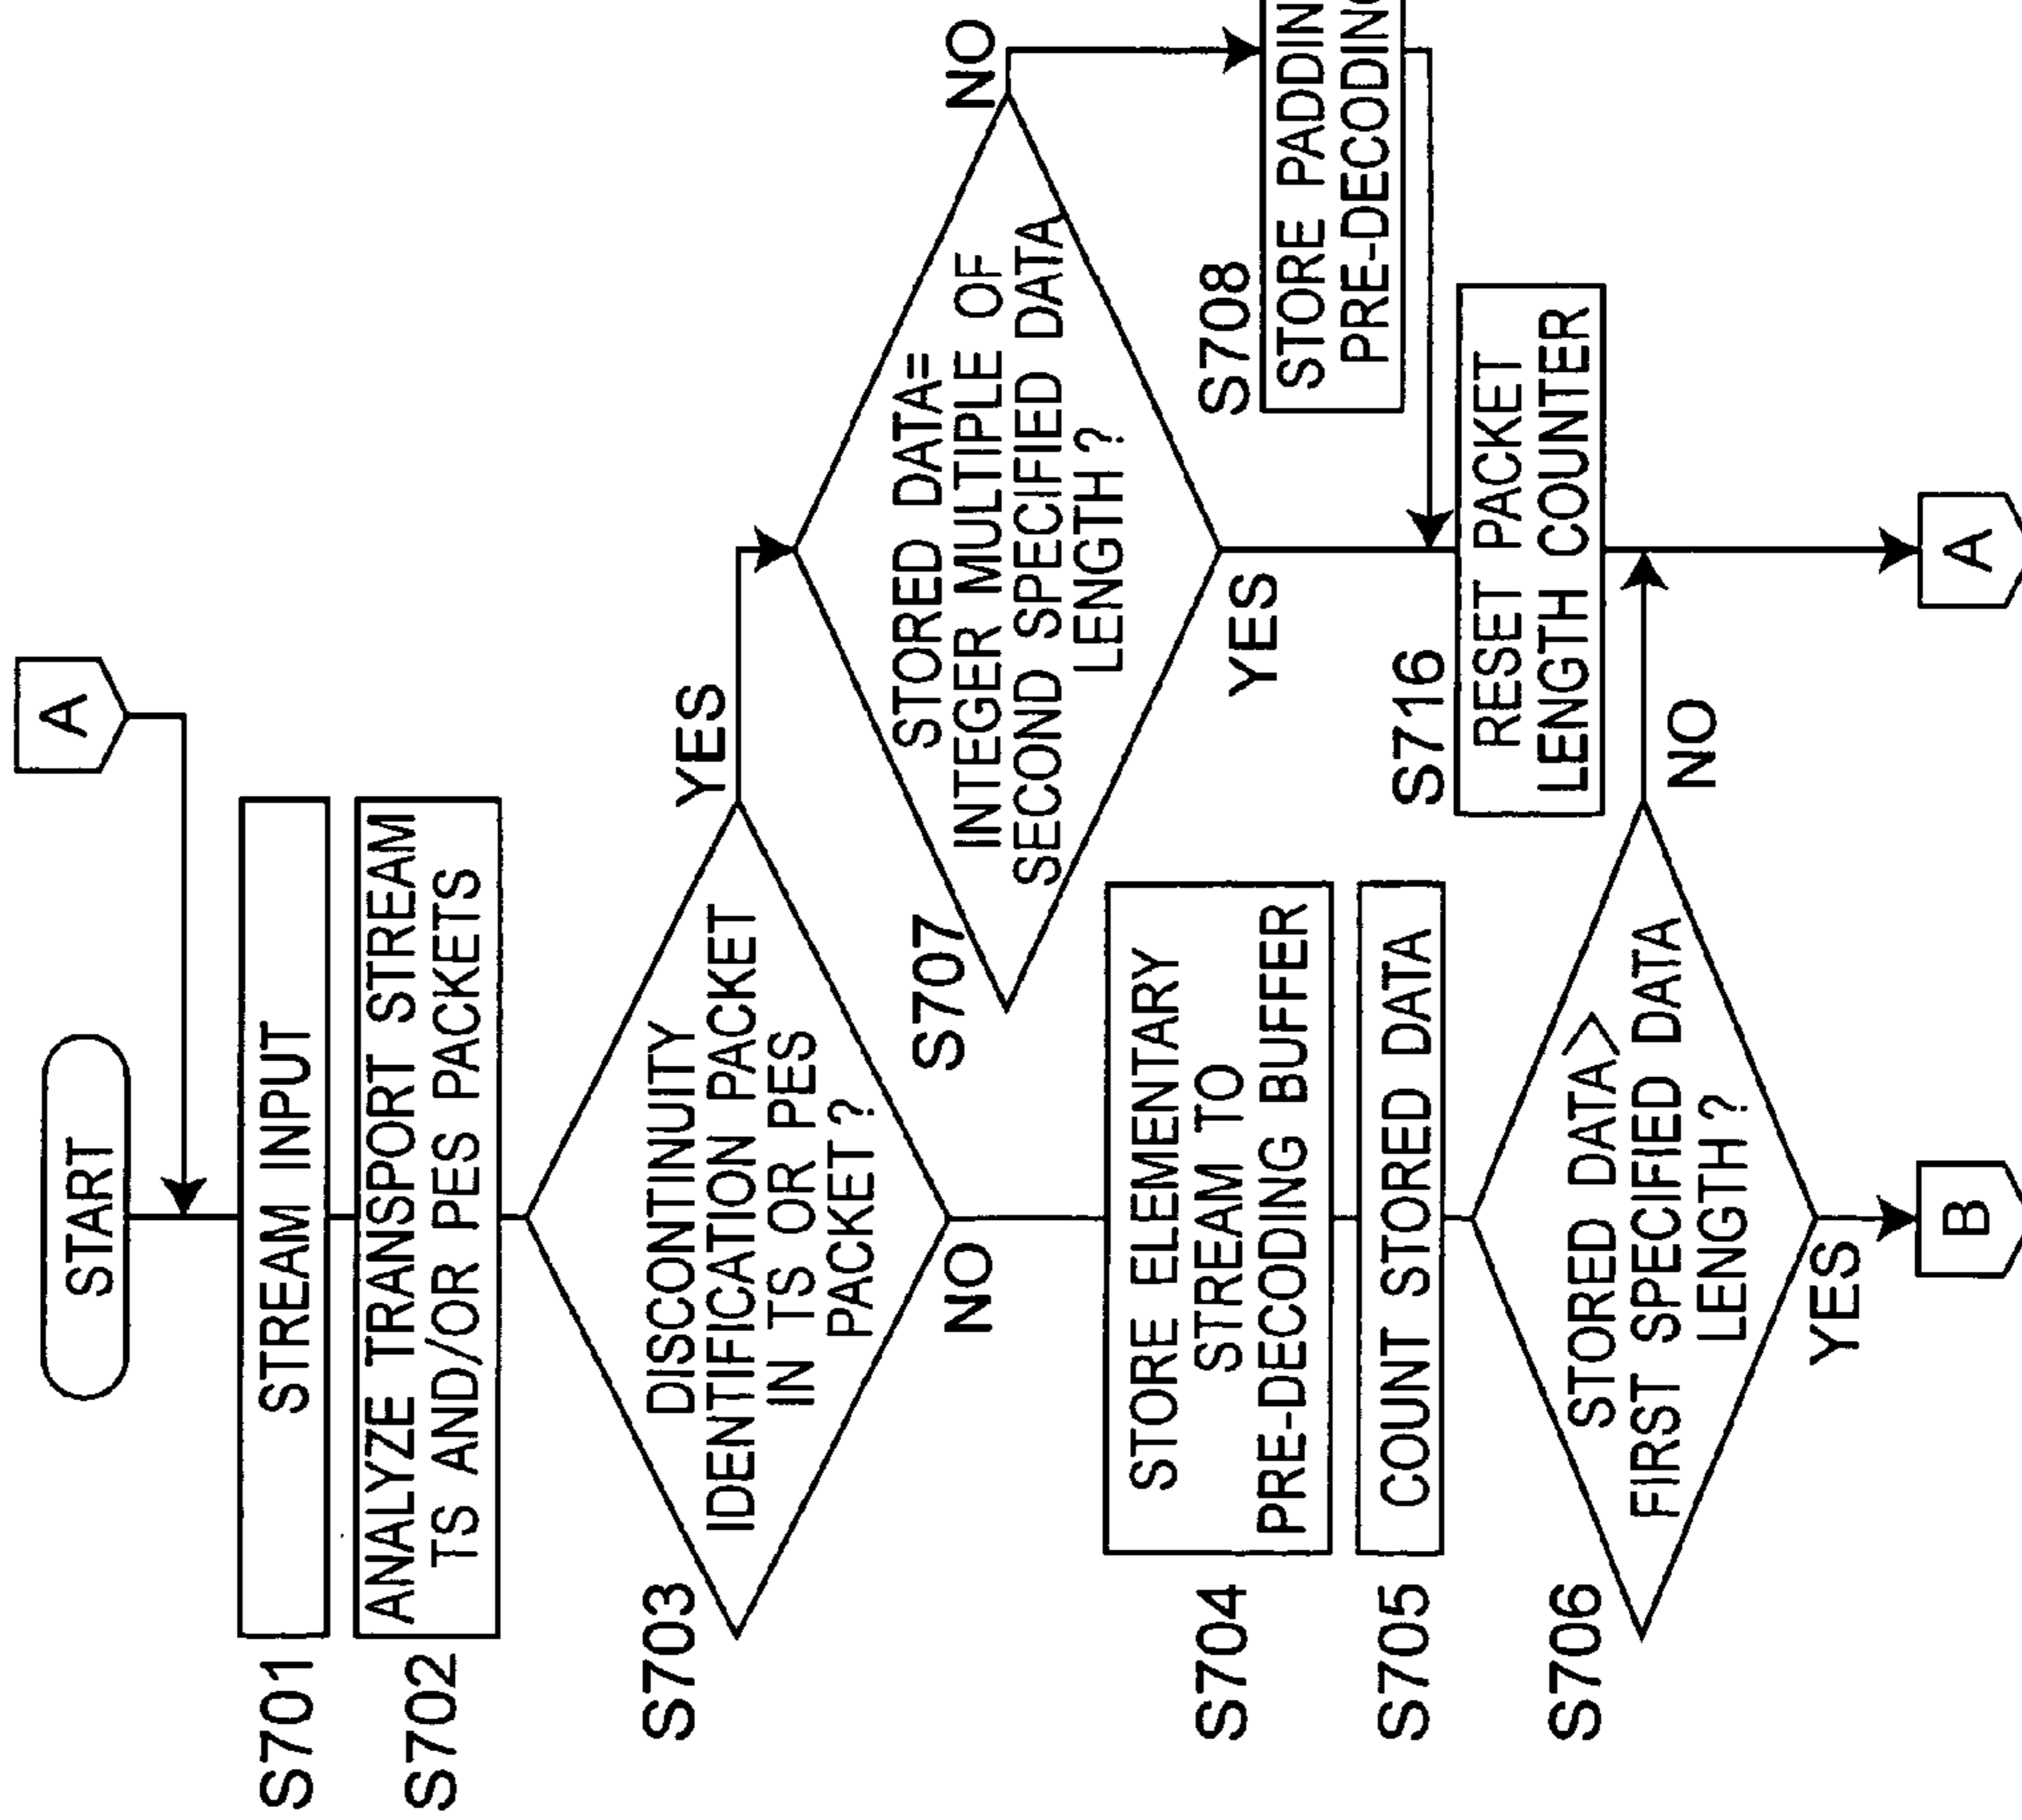 START
A
S701
STREAM INPUT
S702
ANALYZE TRANSPORT STREAM
TS AND/OR PES PACKETS
S703
DISCONTINUITY
IDENTIFICATION PACKET
IN TS OR PES
PACKET?
YES
NO
S707
STORED DATA=
INTEGER MULTIPLE OF
SECOND SPECIFIED DATA
LENGTH?
NO
YES
S704
STORE ELEMENTARY
STREAM TO
PRE-DECODING BUFFER
S705
COUNT STORED DATA
S708
STORE
PRE-DECODING
S706
STORED DATA>
FIRST SPECIFIED DATA
LENGTH?
NO
YES
S716
RESET PACKET
LENGTH COUNTER
B
A